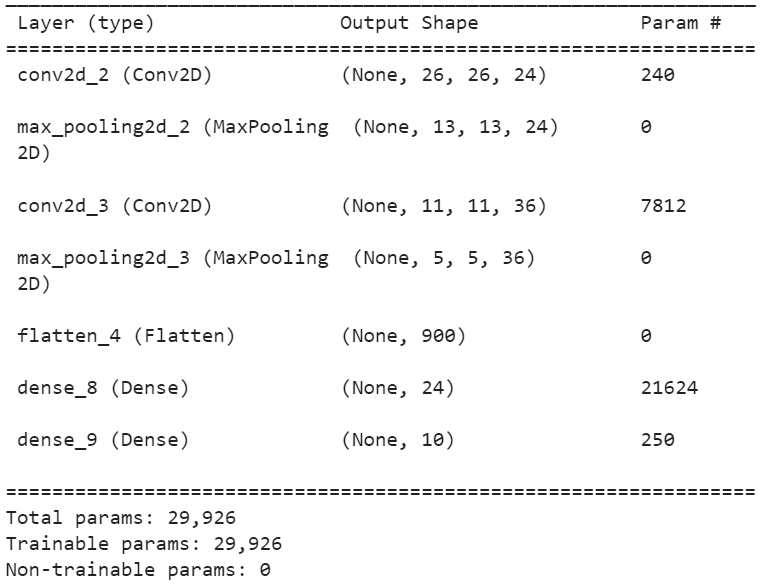 Layer (type) Output Shape Param #
=================================================================
conv2d_2 (Conv2D) (None, 26, 26, 24) 240
max_pooling2d_2 (MaxPooling (None, 13, 13, 24) 0
2D)
conv2d_3 (Conv2D) (None, 11, 11, 36) 7812
max_pooling2d_3 (MaxPooling (None, 5, 5, 36) 0
2D)
flatten_4 (Flatten) (None, 900) 0
dense_8 (Dense) (None, 24) 21624
dense_9 (Dense) (None, 10) 250
=================================================================
Total params: 29,926
Trainable params: 29,926
Non-trainable params: 0